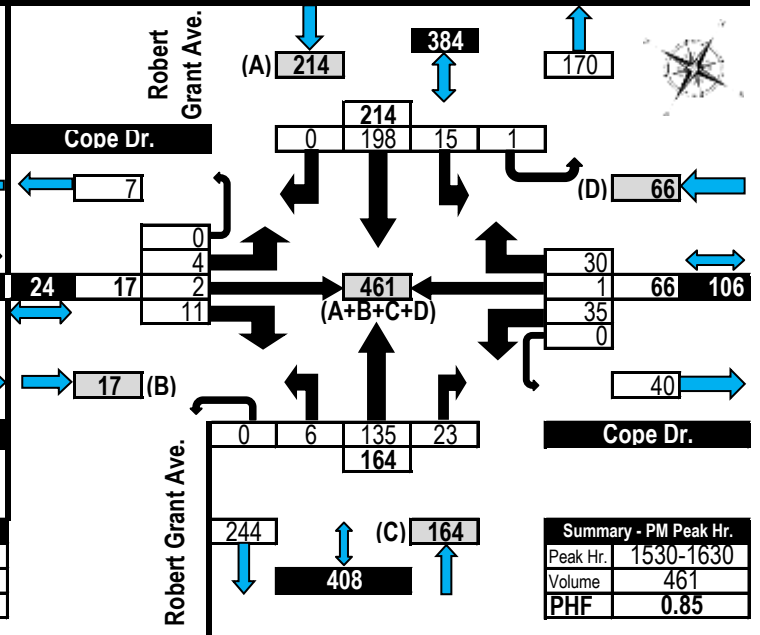 Robert
Grant Ave.
(A) 214
384
170
214
0 198 15 1
Cope Dr.
7
(D) 66
0
4
24 17 2
11
461
(A+B+C+D)
30
1 66 106
35
0
17 (B)
40
0 6 135 23
164
Cope Dr.
Robert Grant Ave.
244
(C) 164
408
Summary - PM Peak Hr.
Peak Hr. 1530-1630
Volume 461
PHF 0.85